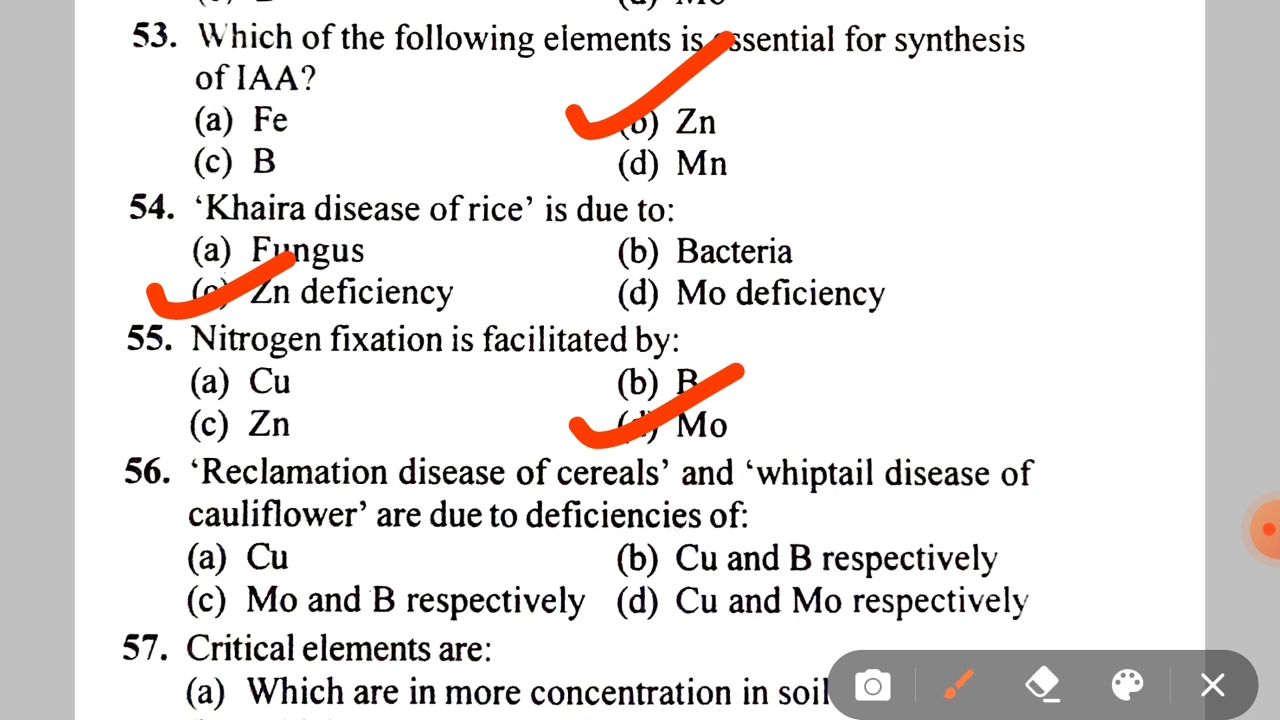 53. Which of the following elements is essential for synthesis
of IAA?
(a) Fe (b) Zn
(c) B (d) Mn
54. ‘Khaira disease of rice’ is due to:
(a) Fungus (b) Bacteria
(c) Zn deficiency (d) Mo deficiency
55. Nitrogen fixation is facilitated by:
(a) Cu (b) B
(c) Zn (d) Mo
56. ‘Reclamation disease of cereals’ and ‘whiptail disease of
cauliflower’ are due to deficiencies of:
(a) Cu (b) Cu and B respectively
(c) Mo and B respectively (d) Cu and Mo respectively
57. Critical elements are:
(a) Which are in more concentration in soil